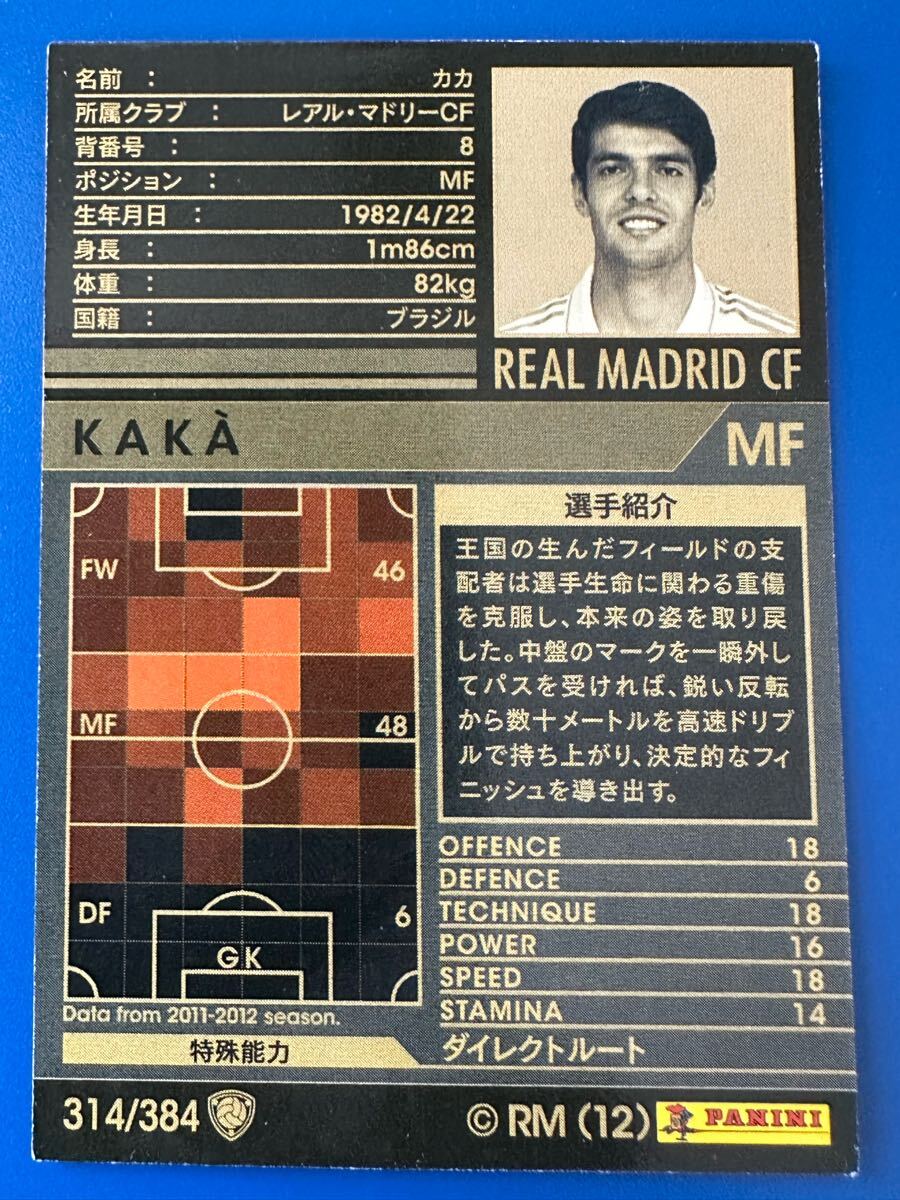 名前 : カカ
所属クラブ : レアル・マドリーCF
背番号 : 8
ポジション : MF
生年月日 : 1982/4/22
身長 : 1m86cm
体重 : 82kg
国籍 : ブラジル
REAL MADRID CF
KAKÀ
MF
FW 46
MF 48
DF 6
GK
Data from 2011-2012 season.
選手紹介
王国の生んだフィールドの支
配者は選手生命に関わる重傷
を克服し、本来の姿を取り戻
した。中盤のマークを一瞬外し
てパスを受ければ、鋭い反転
から数十メートルを高速ドリブ
ルで持ち上がり、決定的なフィ
ニッシュを導き出す。
OFFENCE 18
DEFENCE 6
TECHNIQUE 18
POWER 16
SPEED 18
STAMINA 14
特殊能力 ダイレクトルート
314/384
© RM (12) PANINI